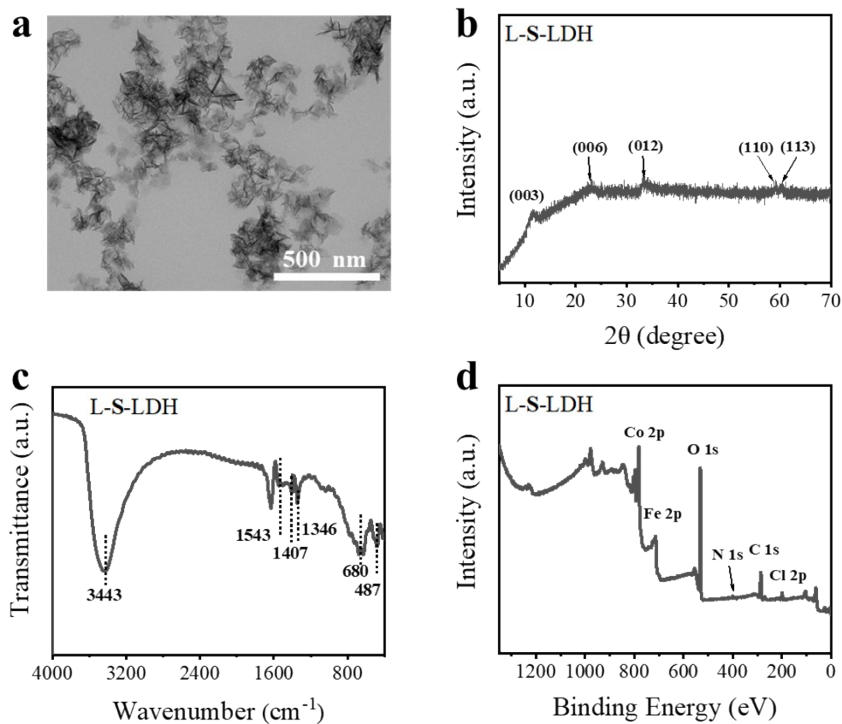 a
500 nm
b
L-S-LDH
(003)
(006)
(012)
(110)
(113)
Intensity (a.u.)
10
20
30
40
50
60
70
2θ (degree)
c
L-S-LDH
3443
1543
1407
1346
680
487
Transmittance (a.u.)
4000
3200
2400
1600
800
Wavenumber (cm⁻¹)
d
L-S-LDH
Co 2p
O 1s
Fe 2p
N 1s
C 1s
Cl 2p
Intensity (a.u.)
1200
1000
800
600
400
200
0
Binding Energy (eV)